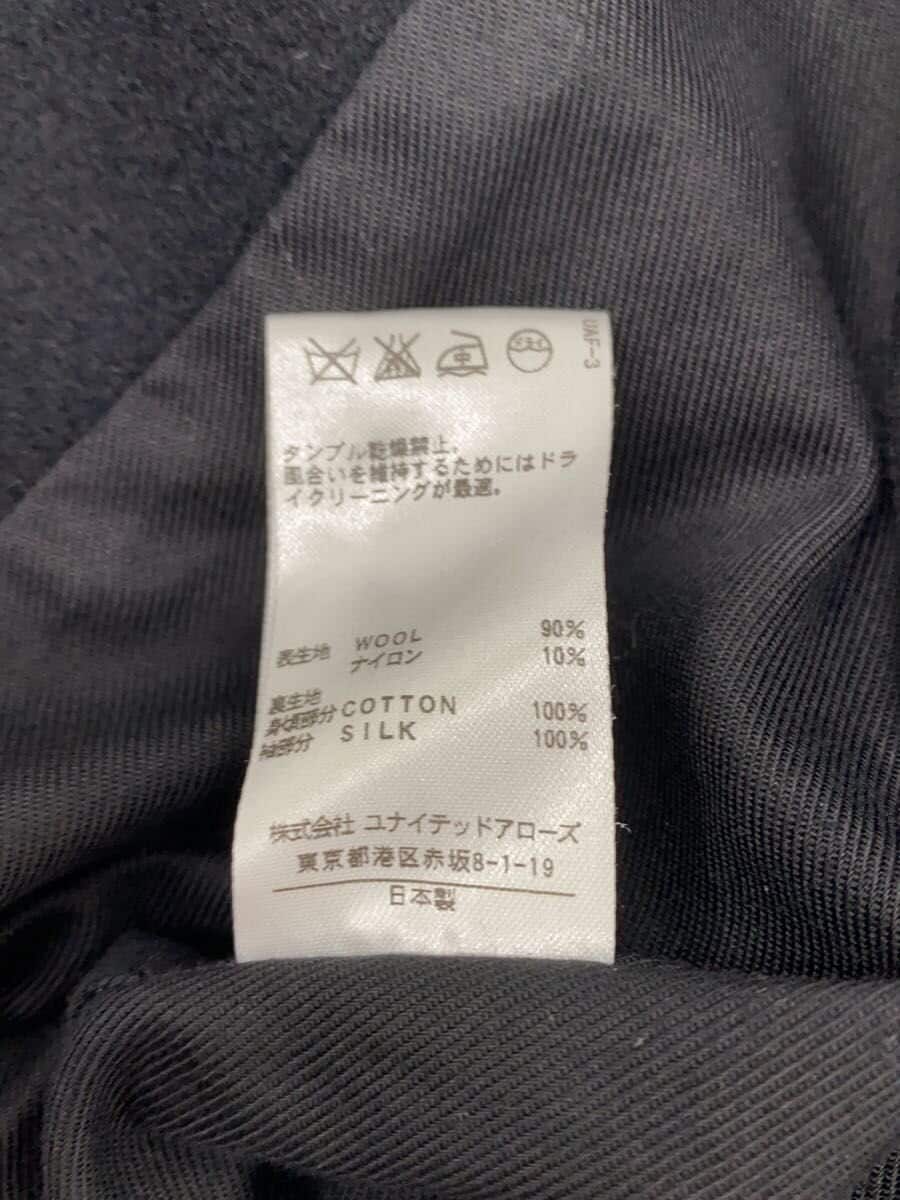 UAF-3
中
ドライ
タンブル乾燥禁止。
風合いを維持するためにはドラ
イクリーニングが最適。
表生地 WOOL 90%
ナイロン 10%
裏生地
身頃部分 COTTON 100%
袖部分 SILK 100%
株式会社 ユナイテッドアローズ
東京都港区赤坂8-1-19
日本製